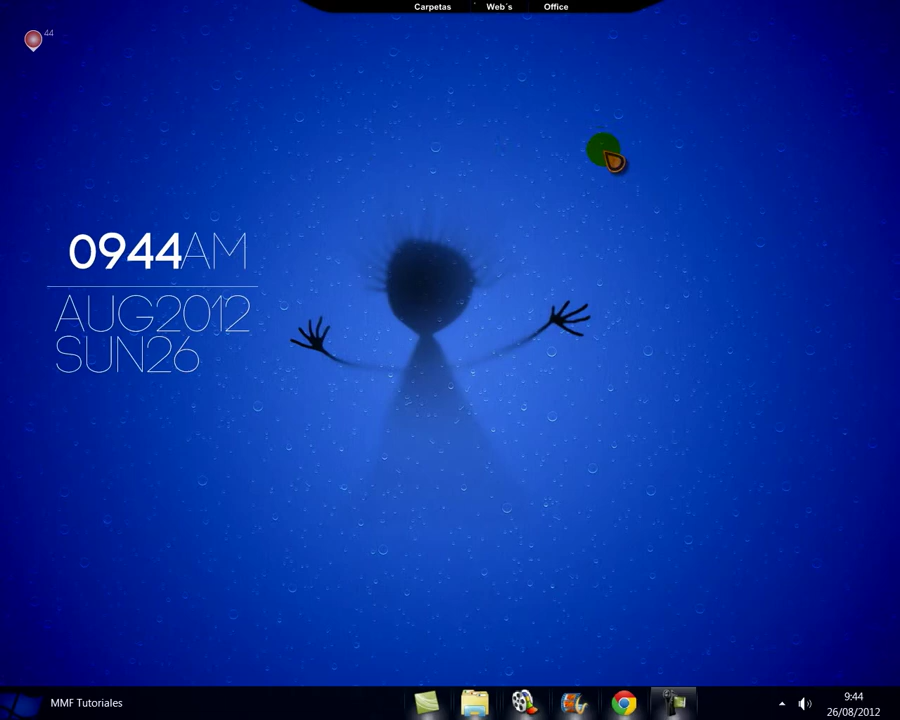 Carpetas Web´s Office
44
0944AM
AUG2012
SUN26
MMF Tutoriales
9:44
26/08/2012